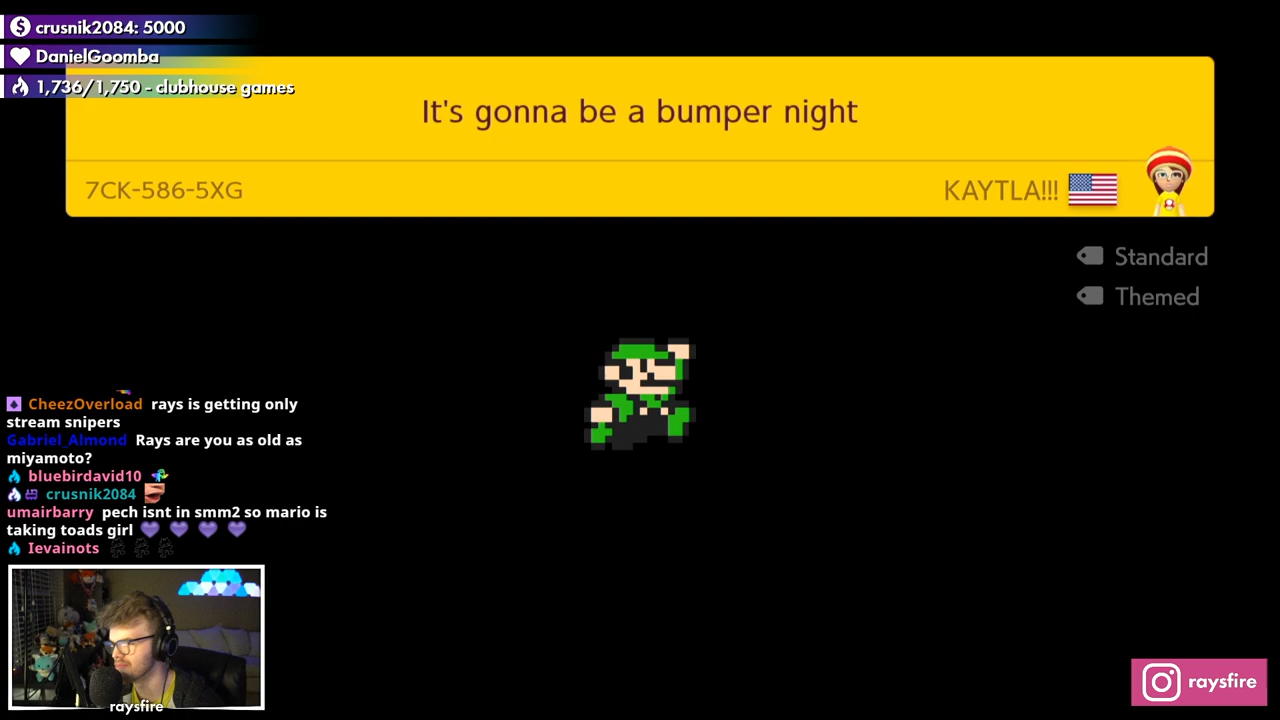 crusnik2084: 5000
DanielGoomba
1,736/1,750 - clubhouse games
It's gonna be a bumper night
7CK-586-5XG
KAYTLA!!!
Standard
Themed
CheezOverload rays is getting only
stream snipers
Gabriel_Almond Rays are you as old as
miyamoto?
bluebirdavid10
crusnik2084
umairbarry pech isnt in smm2 so mario is
taking toads girl
Ievainots
raysfire
raysfire